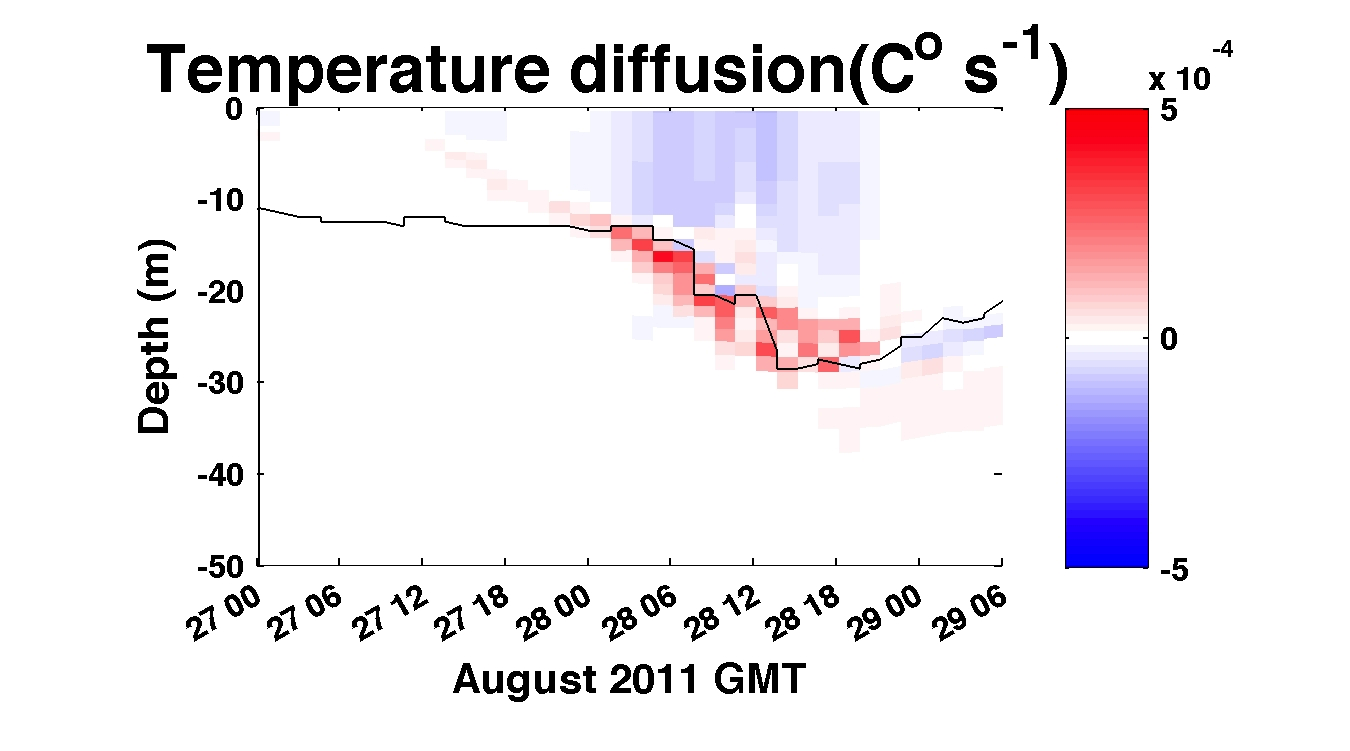 Temperature diffusion(C^o s^-1)
x 10^-4
0
-10
-20
-30
-40
-50
Depth (m)
5
0
-5
27 00 27 06 27 12 27 18 28 00 28 06 28 12 28 18 29 00 29 06
August 2011 GMT